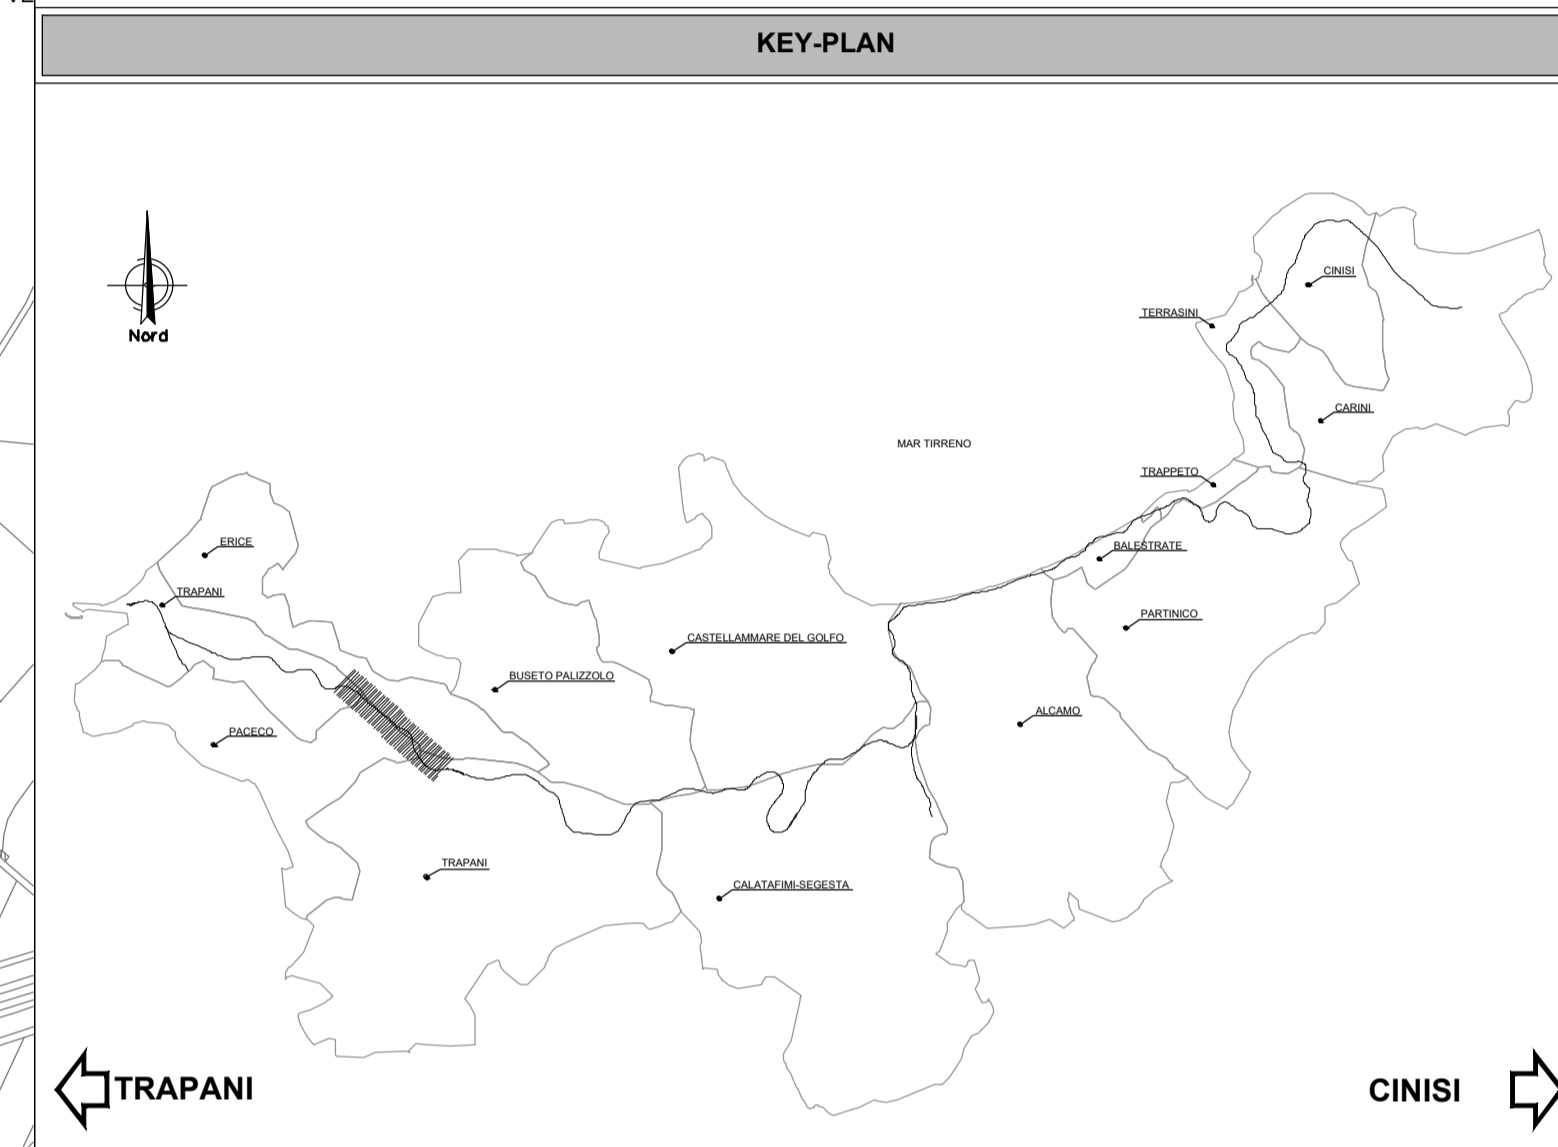 KEY-PLAN
Nord
CINISI
TERRASINI
CARINI
MAR TIRRENO
TRAPPETO
ERICE
BALESTRATE
TRAPANI
PARTINICO
CASTELLAMMARE DEL GOLFO
BUSETO PALIZZOLO
ALCAMO
PACECO
TRAPANI
CALATAFIMI-SEGESTA
TRAPANI
CINISI